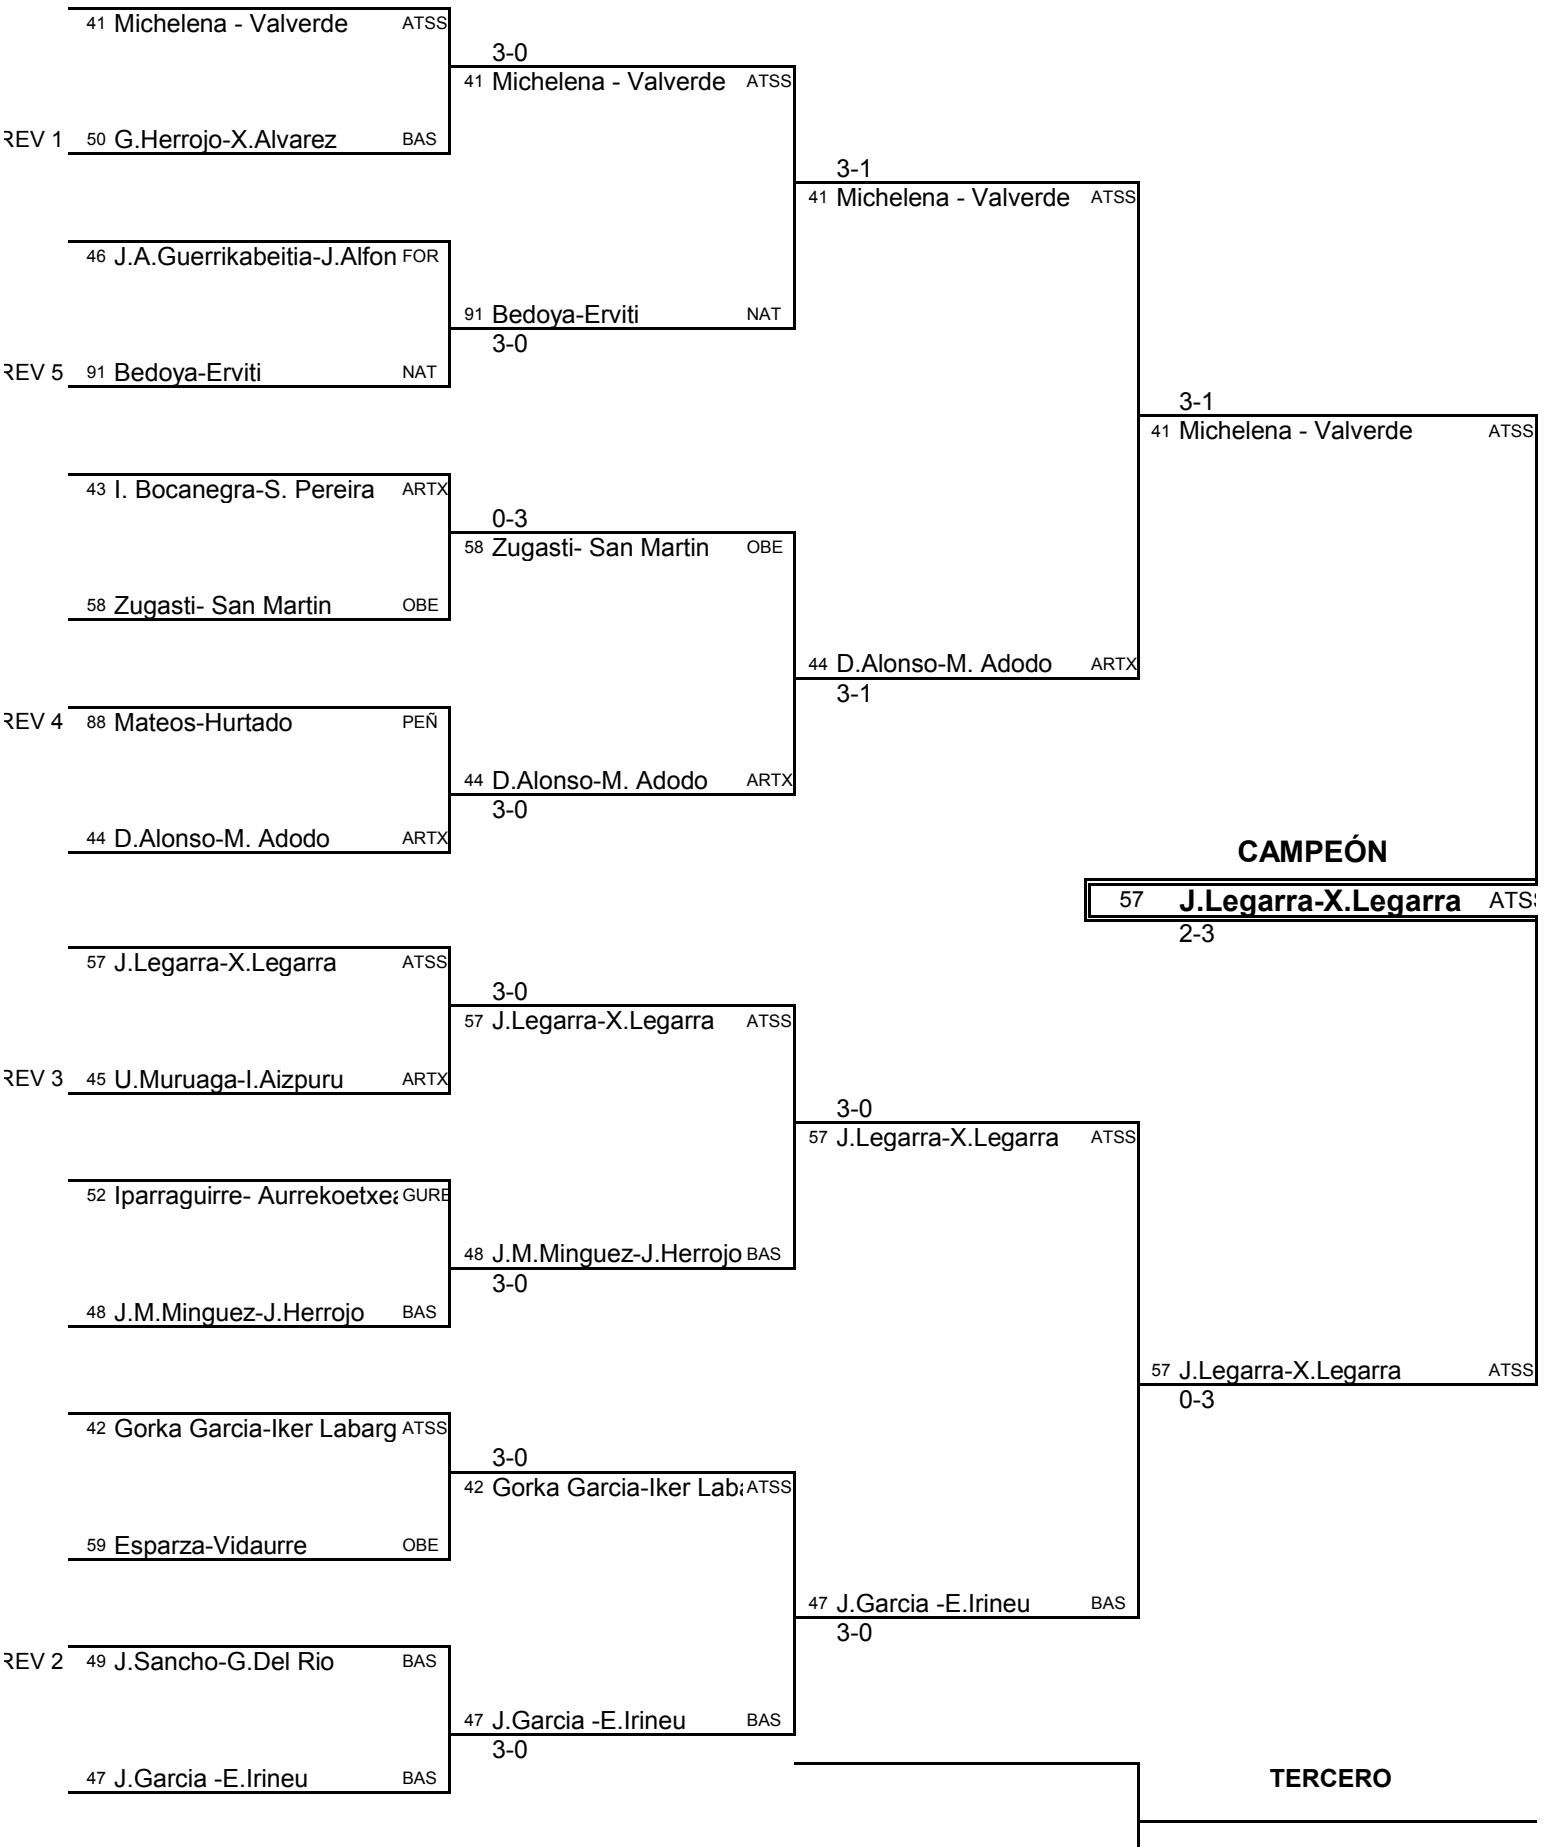 41 Michelena - Valverde ATSS
3-0
41 Michelena - Valverde ATSS
REV 1 50 G.Herrojo-X.Alvarez BAS
3-1
41 Michelena - Valverde ATSS
46 J.A.Guerrikabeitia-J.Alfon FOR
91 Bedoya-Erviti NAT
3-0
REV 5 91 Bedoya-Erviti NAT
3-1
41 Michelena - Valverde ATSS
43 I. Bocanegra-S. Pereira ARTX
0-3
58 Zugasti- San Martin OBE
58 Zugasti- San Martin OBE
44 D.Alonso-M. Adodo ARTX
3-1
REV 4 88 Mateos-Hurtado PEÑ
44 D.Alonso-M. Adodo ARTX
3-0
44 D.Alonso-M. Adodo ARTX
CAMPEÓN
57 J.Legarra-X.Legarra ATS
2-3
57 J.Legarra-X.Legarra ATSS
3-0
57 J.Legarra-X.Legarra ATSS
REV 3 45 U.Muruaga-I.Aizpuru ARTX
3-0
57 J.Legarra-X.Legarra ATSS
52 Iparraguirre- Aurrekoetxea GURE
48 J.M.Minguez-J.Herrojo BAS
3-0
48 J.M.Minguez-J.Herrojo BAS
57 J.Legarra-X.Legarra ATSS
0-3
42 Gorka Garcia-Iker Labarg ATSS
3-0
42 Gorka Garcia-Iker Laba ATSS
59 Esparza-Vidaurre OBE
47 J.Garcia -E.Irineu BAS
3-0
REV 2 49 J.Sancho-G.Del Rio BAS
47 J.Garcia -E.Irineu BAS
3-0
47 J.Garcia -E.Irineu BAS
TERCERO